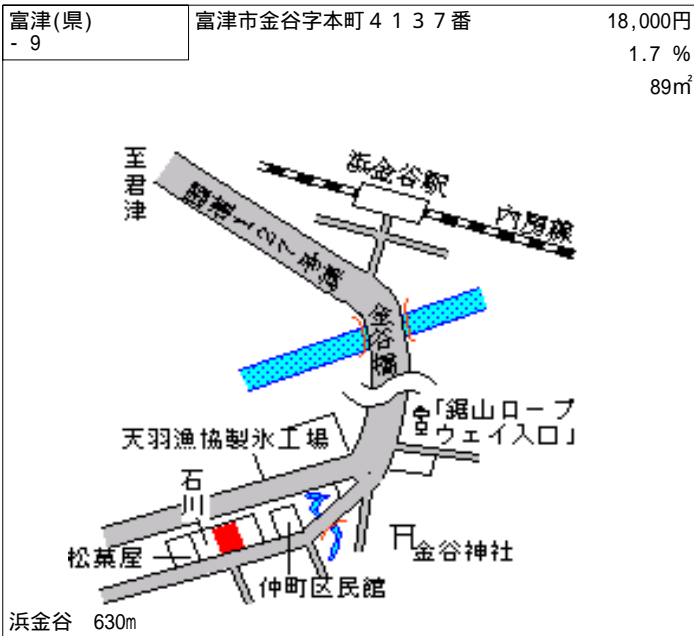 富津(県)
- 9
富津市金谷字本町４１３７番
18,000円
1.7 %
89㎡
至君津
浜金谷駅
内房線
国道127号線
金谷橋
「鋸山ロープ
ウェイ入口」
天羽漁協製氷工場
石川
松菓屋
仲町区民館
金谷神社
浜金谷 630m